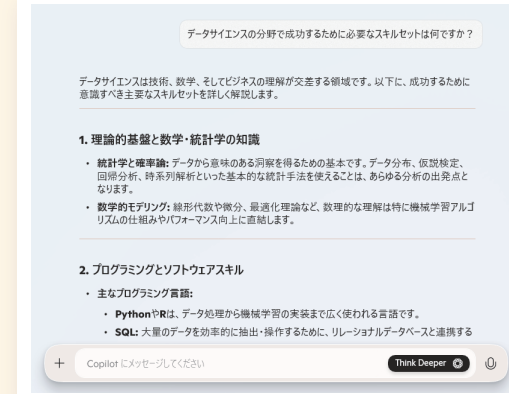 データサイエンスの分野で成功するために必要なスキルセットは何ですか？
データサイエンスは技術、数学、そしてビジネスの理解が交差する領域です。以下に、成功するために
意識すべき主要なスキルセットを詳しく解説します。
1. 理論的基盤と数学・統計学の知識
• 統計学と確率論: データから意味のある洞察を得るための基本です。データ分布、仮説検定、
回帰分析、時系列解析といった基本的な統計手法を使えることは、あらゆる分析の出発点と
なります。
• 数学的モデリング: 線形代数や微分、最適化理論など、数理的な理解は特に機械学習アルゴ
リズムの仕組みやパフォーマンス向上に直結します。
2. プログラミングとソフトウェアスキル
• 主なプログラミング言語:
• PythonやRは、データ処理から機械学習の実装まで広く使われる言語です。
• SQL: 大量のデータを効率的に抽出・操作するために、リレーショナルデータベースと連携する
Copilot にメッセージしてください
Think Deeper